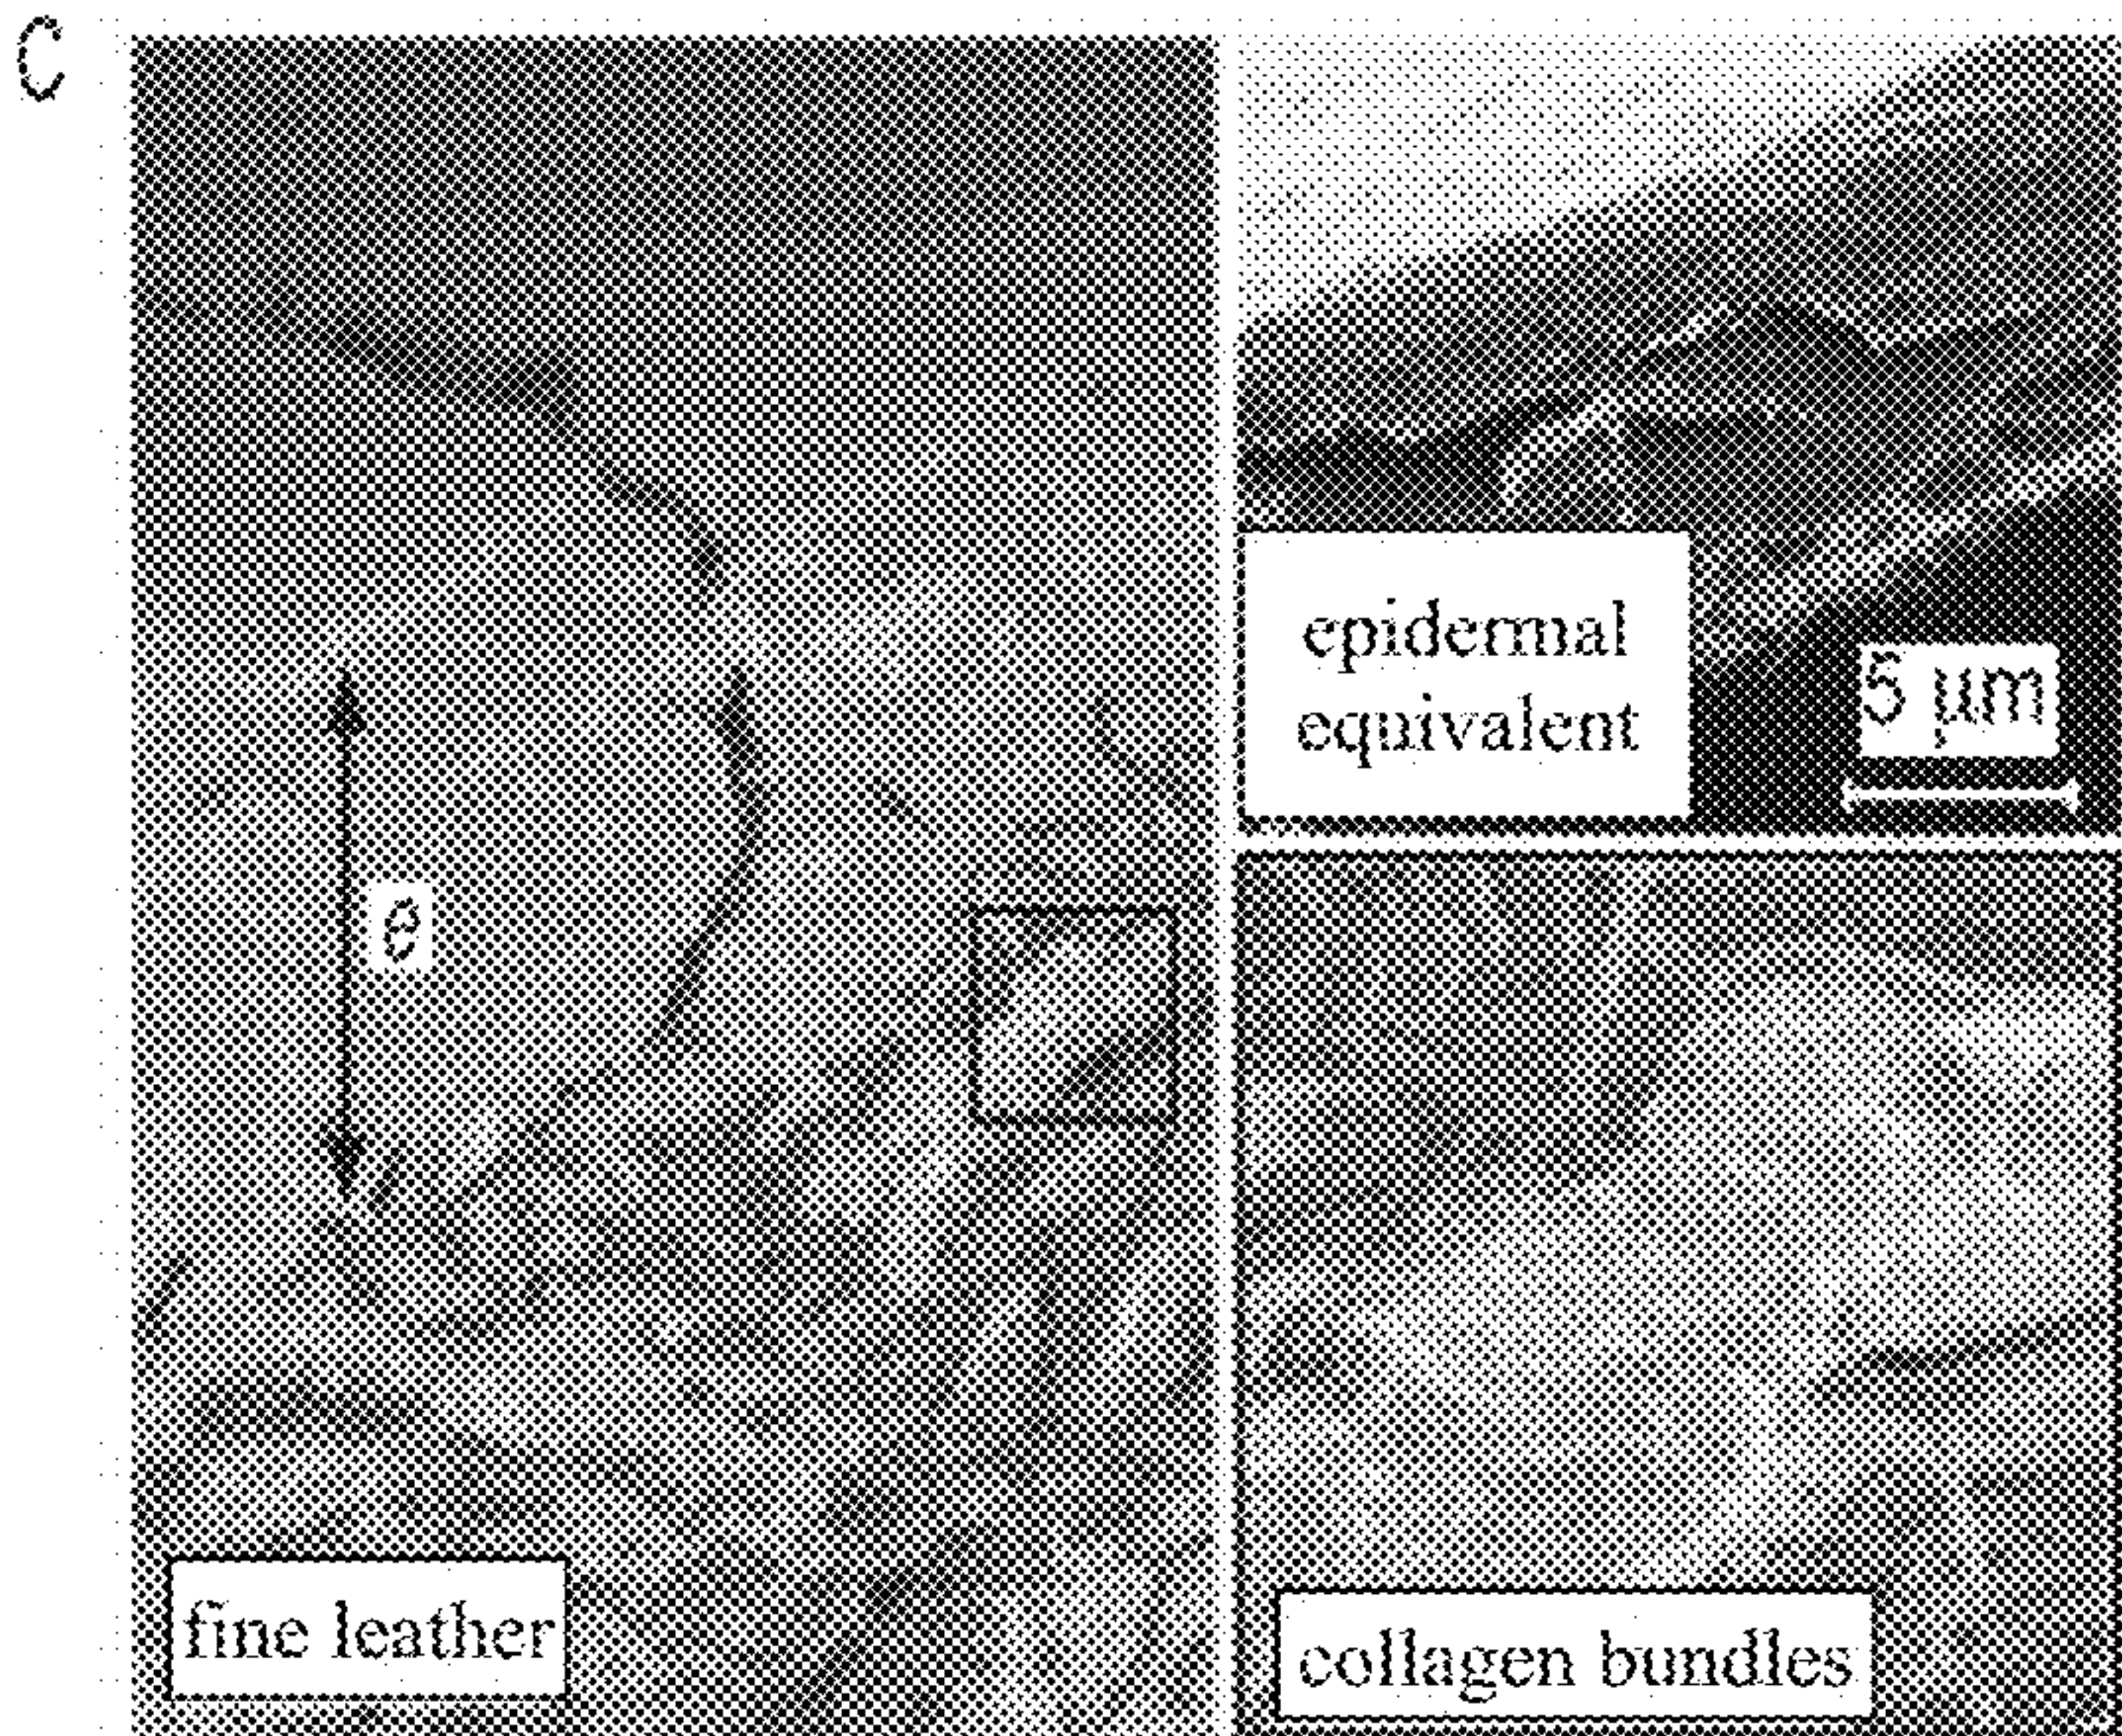 C
e
fine leather
epidermal
equivalent
5 µm
collagen bundles